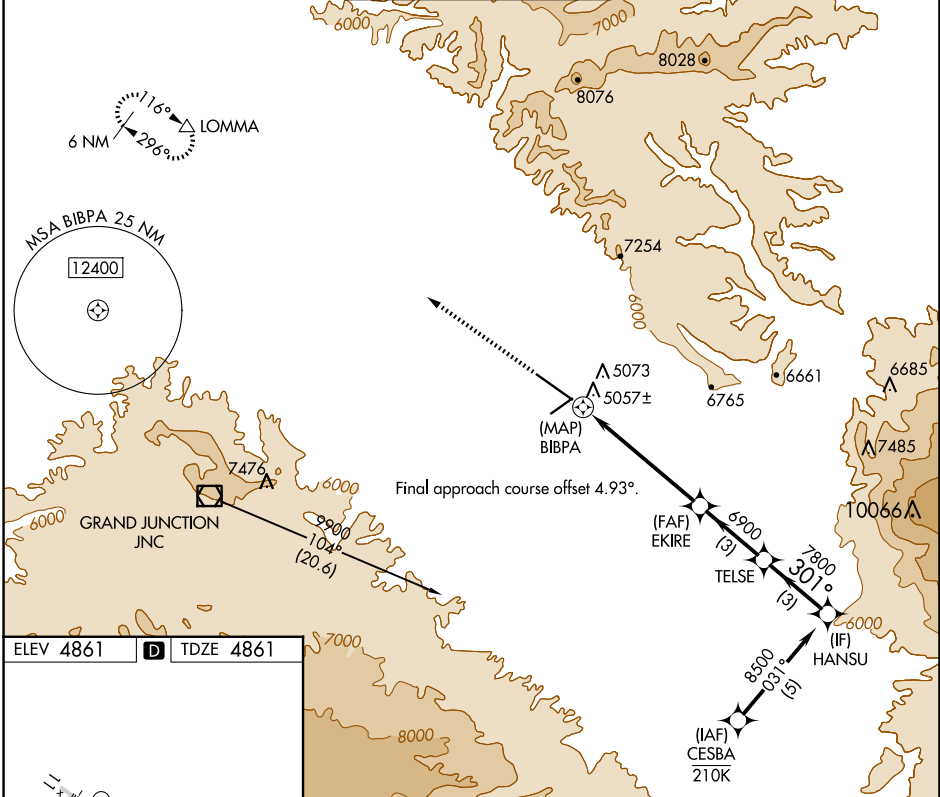 6000
7000
8028
8076
116°
LOMMA
6 NM
296°
MSA BIBPA 25 NM
12400
7254
6000
5073
5057±
6661
6765
6685
(MAP)
BIBPA
7485
7476
6000
Final approach course offset 4.93°.
10066
6000
GRAND JUNCTION
JNC
9900
104°
(20.6)
(FAF)
EKIRE
6900
(3)
TELSE
7800
301°
(3)
6000
(IF)
HANSU
ELEV 4861
D
TDZE 4861
7000
8500
031°
(5)
8000
(IAF)
CESBA
210K
11